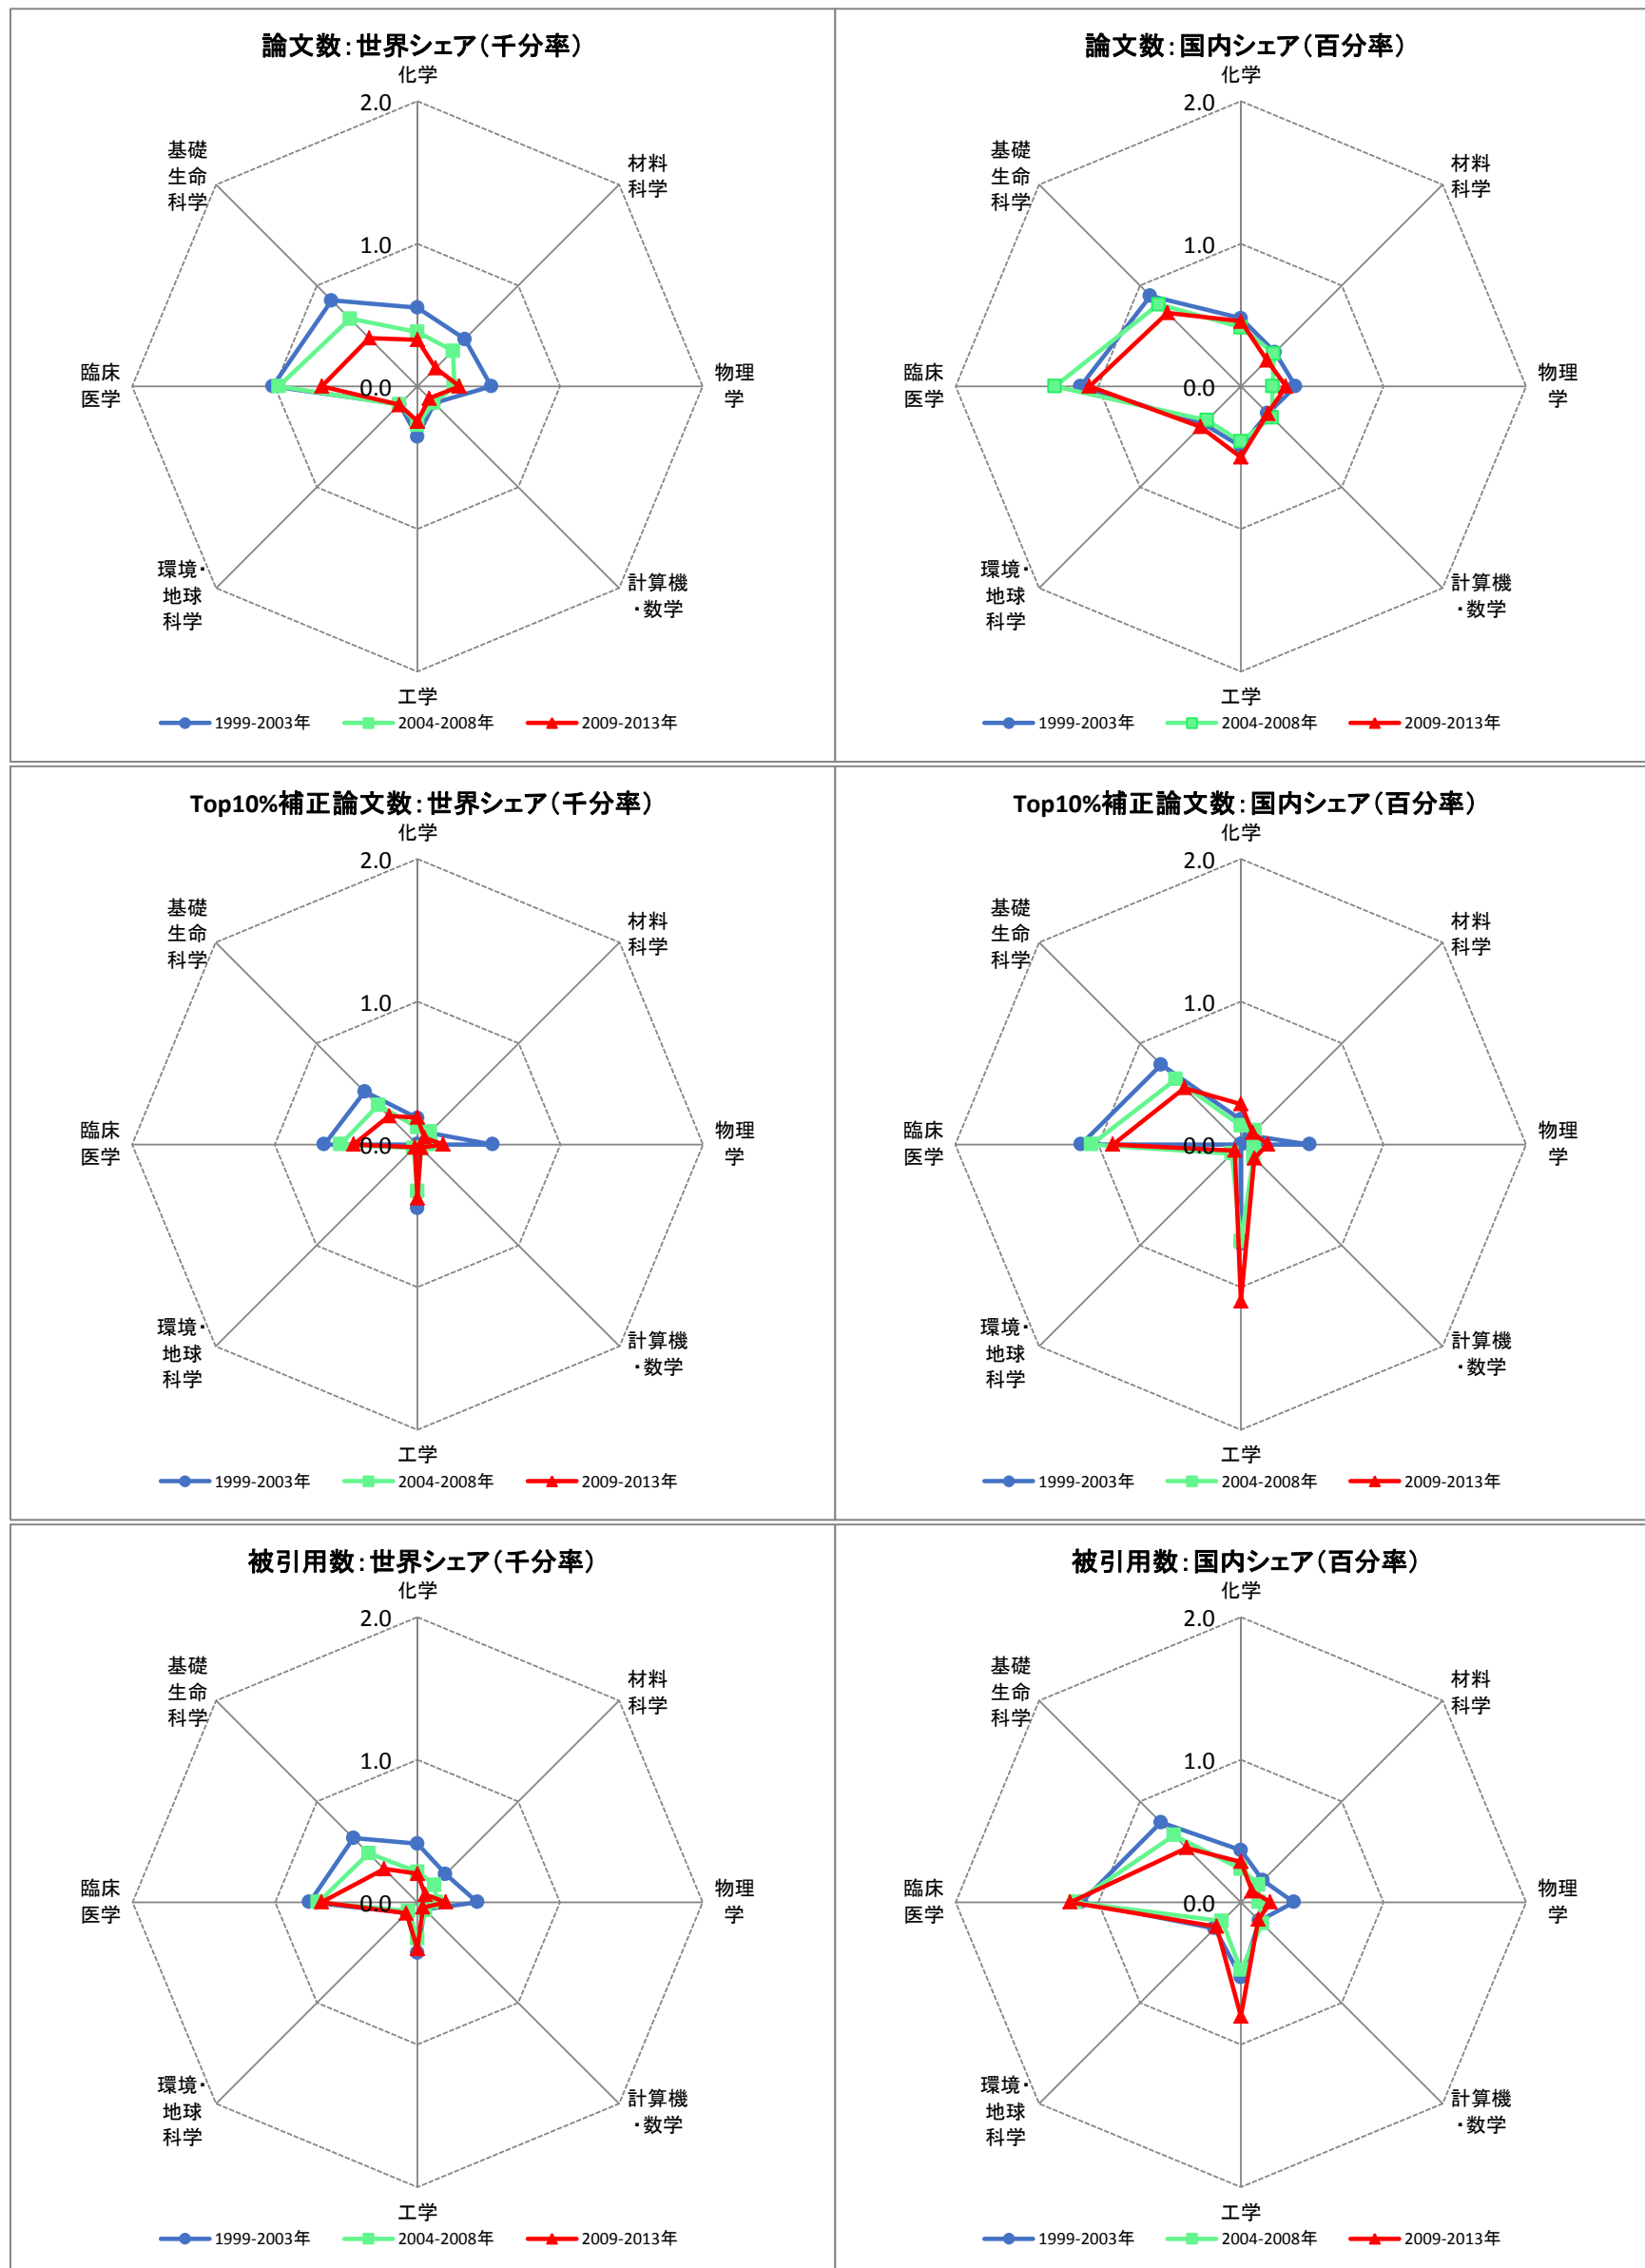 論文数：世界シェア（千分率）
化学
2.0
基礎
生命
科学
材料
科学
1.0
臨床
医学
0.0
物理
学
環境・
地球
科学
計算機
・数学
工学
1999-2003年 2004-2008年 2009-2013年
論文数：国内シェア（百分率）
化学
2.0
基礎
生命
科学
材料
科学
1.0
臨床
医学
0.0
物理
学
環境・
地球
科学
計算機
・数学
工学
1999-2003年 2004-2008年 2009-2013年
Top10%補正論文数：世界シェア（千分率）
化学
2.0
基礎
生命
科学
材料
科学
1.0
臨床
医学
0.0
物理
学
環境・
地球
科学
計算機
・数学
工学
1999-2003年 2004-2008年 2009-2013年
Top10%補正論文数：国内シェア（百分率）
化学
2.0
基礎
生命
科学
材料
科学
1.0
臨床
医学
0.0
物理
学
環境・
地球
科学
計算機
・数学
工学
1999-2003年 2004-2008年 2009-2013年
被引用数：世界シェア（千分率）
化学
2.0
基礎
生命
科学
材料
科学
1.0
臨床
医学
0.0
物理
学
環境・
地球
科学
計算機
・数学
工学
1999-2003年 2004-2008年 2009-2013年
被引用数：国内シェア（百分率）
化学
2.0
基礎
生命
科学
材料
科学
1.0
臨床
医学
0.0
物理
学
環境・
地球
科学
計算機
・数学
工学
1999-2003年 2004-2008年 2009-2013年